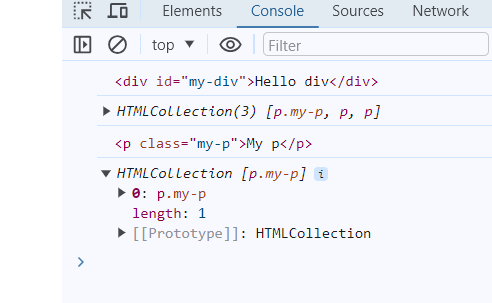 Elements Console Sources Network
top Filter
<div id="my-div">Hello div</div>
HTMLCollection(3) [p.my-p, p, p]
<p class="my-p">My p</p>
HTMLCollection [p.my-p] i
0: p.my-p
length: 1
[[Prototype]]: HTMLCollection